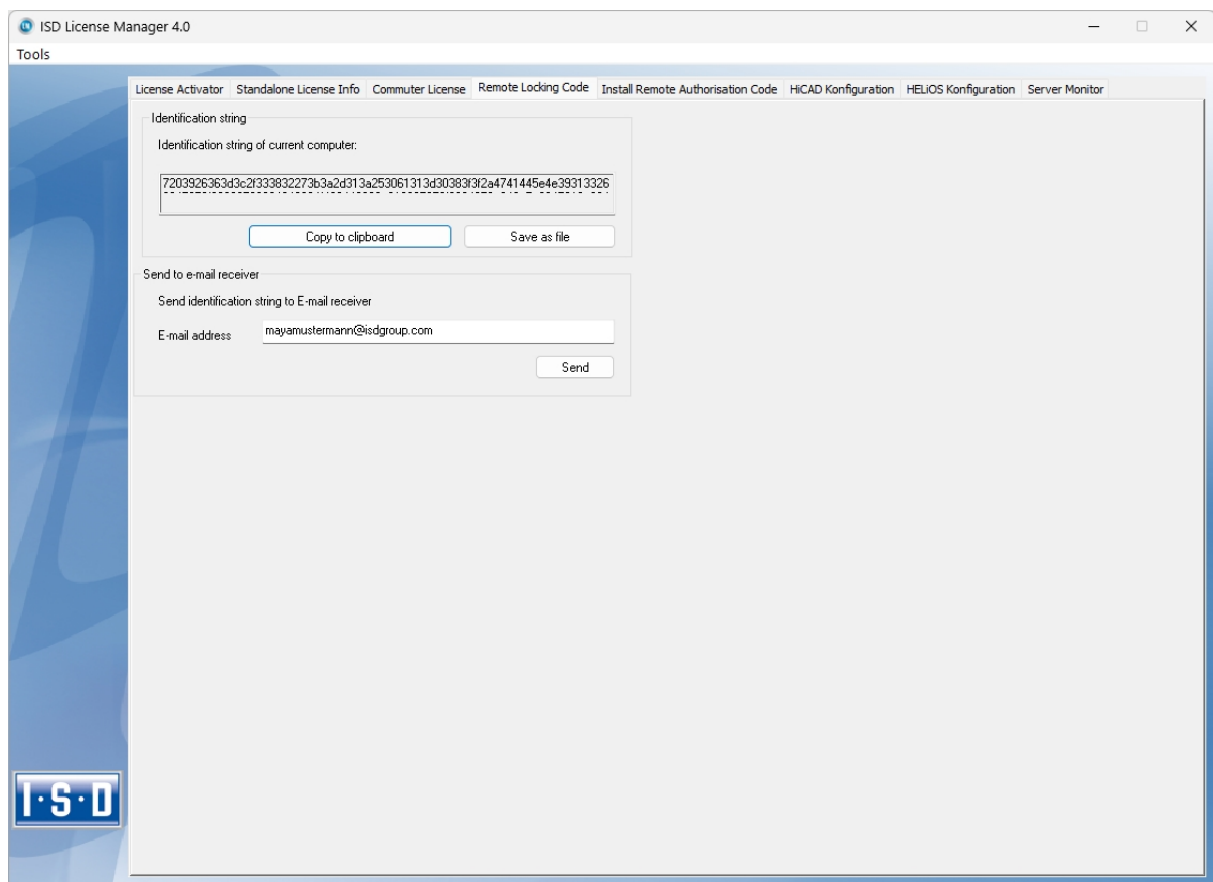 ISD License Manager 4.0
Tools
License Activator Standalone License Info Commuter License Remote Locking Code Install Remote Authorisation Code HiCAD Konfiguration HELiOS Konfiguration Server Monitor
Identification string
Identification string of current computer:
7203926363d3c2f333832273b3a2d313a253061313d30383f3f2a4741445e4e39313326
Copy to clipboard Save as file
Send to e-mail receiver
Send identification string to E-mail receiver
E-mail address mayamustermann@isdgroup.com
Send
I·S·D